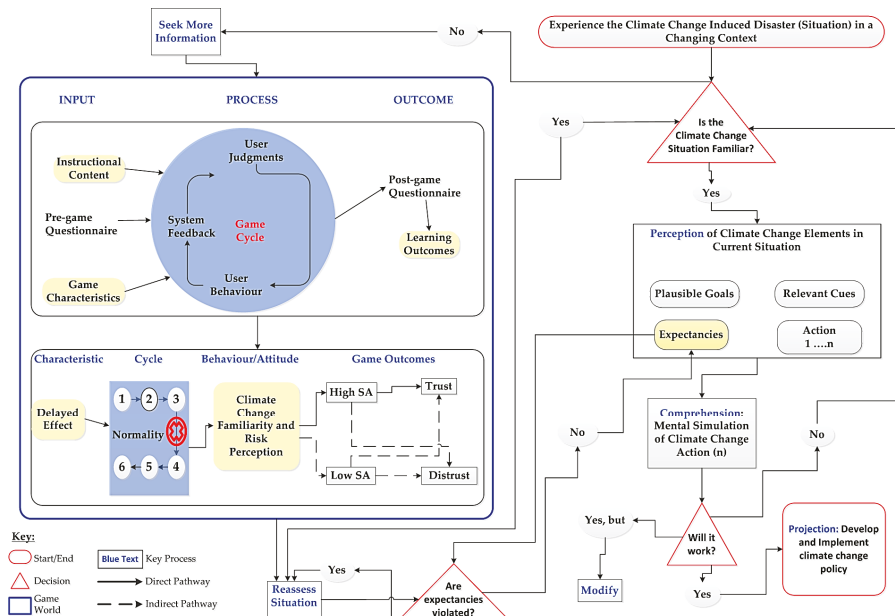 Seek More
Information
No
Experience the Climate Change Induced Disaster (Situation) in a
Changing Context
INPUT
PROCESS
OUTCOME
Yes
Is the
Climate Change
Situation Familiar?
User
Judgments
Instructional
Content
Post-game
Questionnaire
Yes
Pre-game
Questionnaire
System
Feedback
Game
Cycle
Learning
Outcomes
Perception of Climate Change Elements in
Current Situation
Game
Characteristics
User
Behaviour
Plausible Goals
Relevant Cues
Expectancies
Action
1 ....n
Characteristic
Cycle
Behaviour/Attitude
Game Outcomes
Delayed
Effect
1
2
3
Normality
6
5
4
Climate
Change
Familiarity and
Risk
Perception
High SA
Trust
Low SA
Distrust
Comprehension:
Mental Simulation
of Climate Change
Action (n)
No
No
Yes, but
Will it
work?
Projection: Develop
and Implement
climate change
policy
Modify
Yes
Key:
Start/End
Blue Text
Key Process
Decision
Direct Pathway
Game
World
Indirect Pathway
Yes
Reassess
Situation
Are
expectancies
violated?